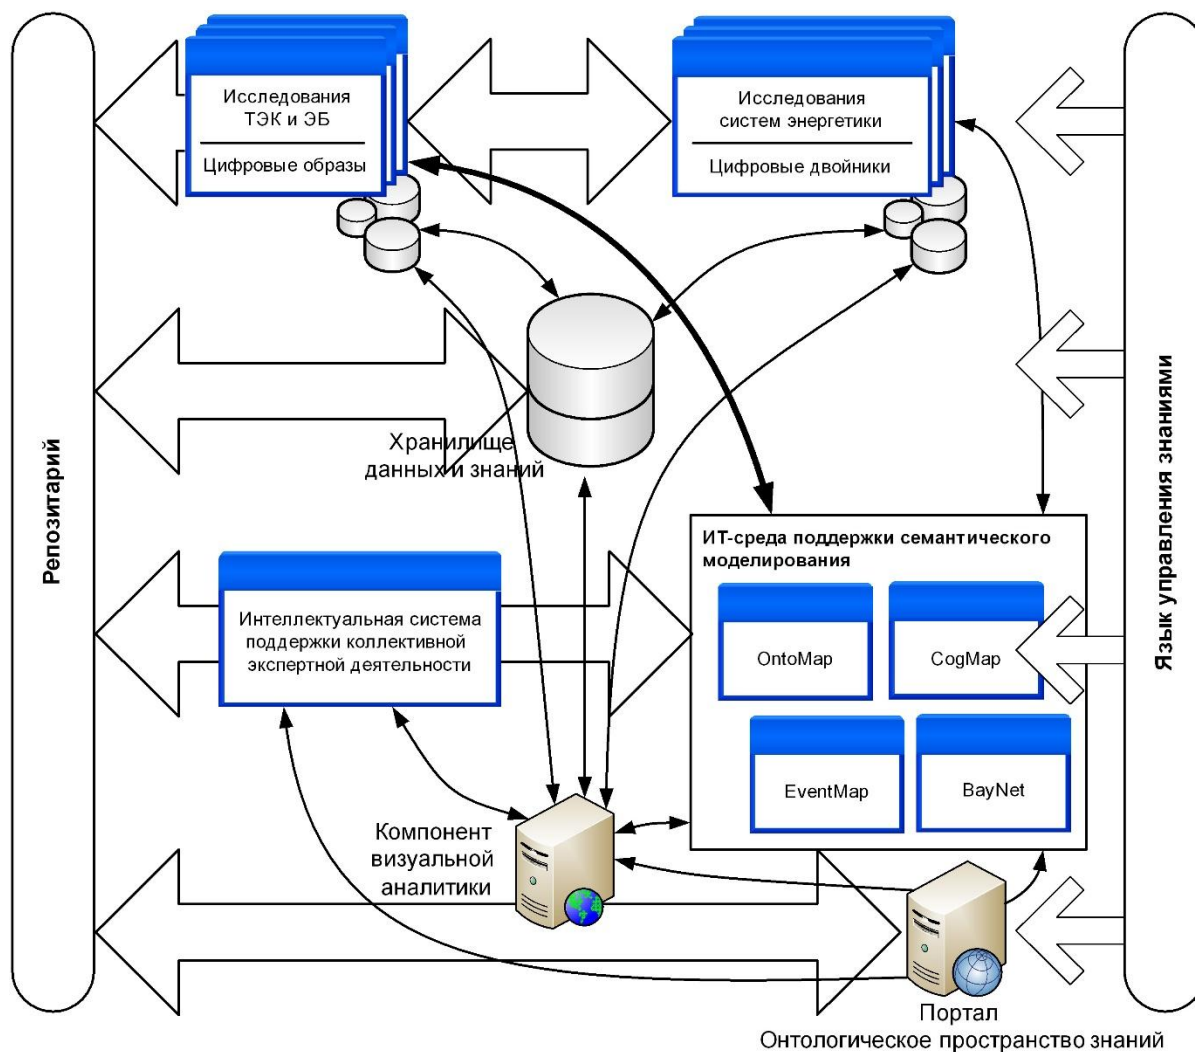 Исследования
ТЭК и ЭБ
Цифровые образы
Исследования
систем энергетики
Цифровые двойники
Репозитарий
Язык управления знаниями
Хранилище
данных и знаний
ИТ-среда поддержки семантического
моделирования
OntoMap
CogMap
EventMap
BayNet
Интеллектуальная система
поддержки коллективной
экспертной деятельности
Компонент
визуальной
аналитики
Портал
Онтологическое пространство знаний